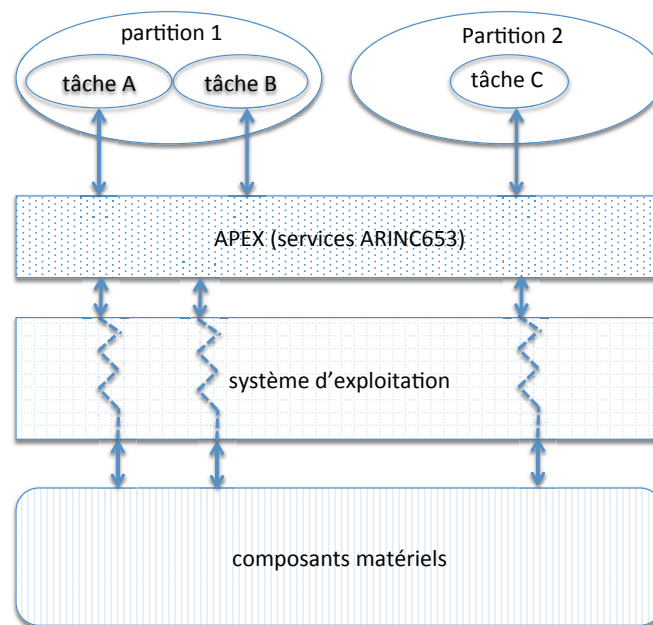 partition 1
Partition 2
tâche A
tâche B
tâche C
APEX (services ARINC653)
système d’exploitation
composants matériels